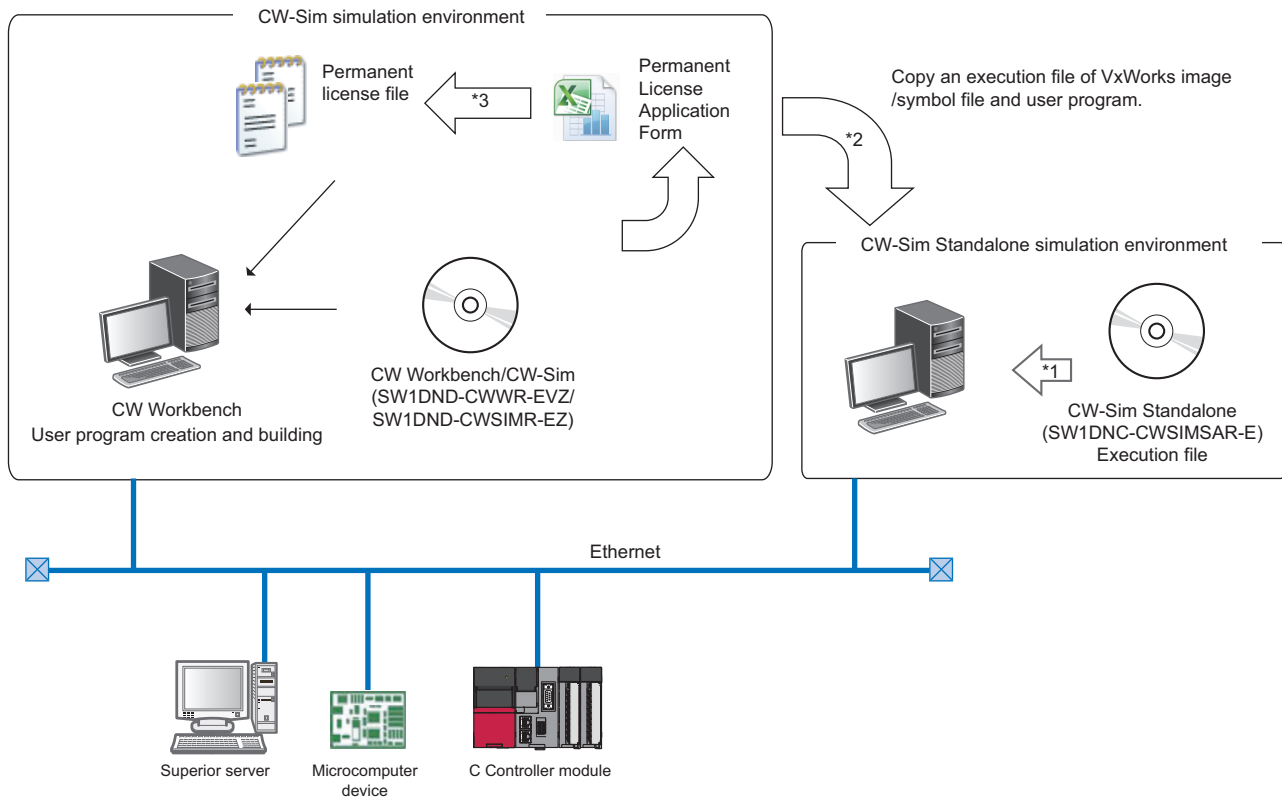 CW-Sim simulation environment
Permanent
license file
*3
Permanent
License
Application
Form
Copy an execution file of VxWorks image
/symbol file and user program.
*2
CW-Sim Standalone simulation environment
*1
CW Workbench
User program creation and building
CW Workbench/CW-Sim
(SW1DND-CWWR-EVZ/
SW1DND-CWSIMR-EZ)
CW-Sim Standalone
(SW1DNC-CWSIMSAR-E)
Execution file
Ethernet
Superior server
Microcomputer
device
C Controller module